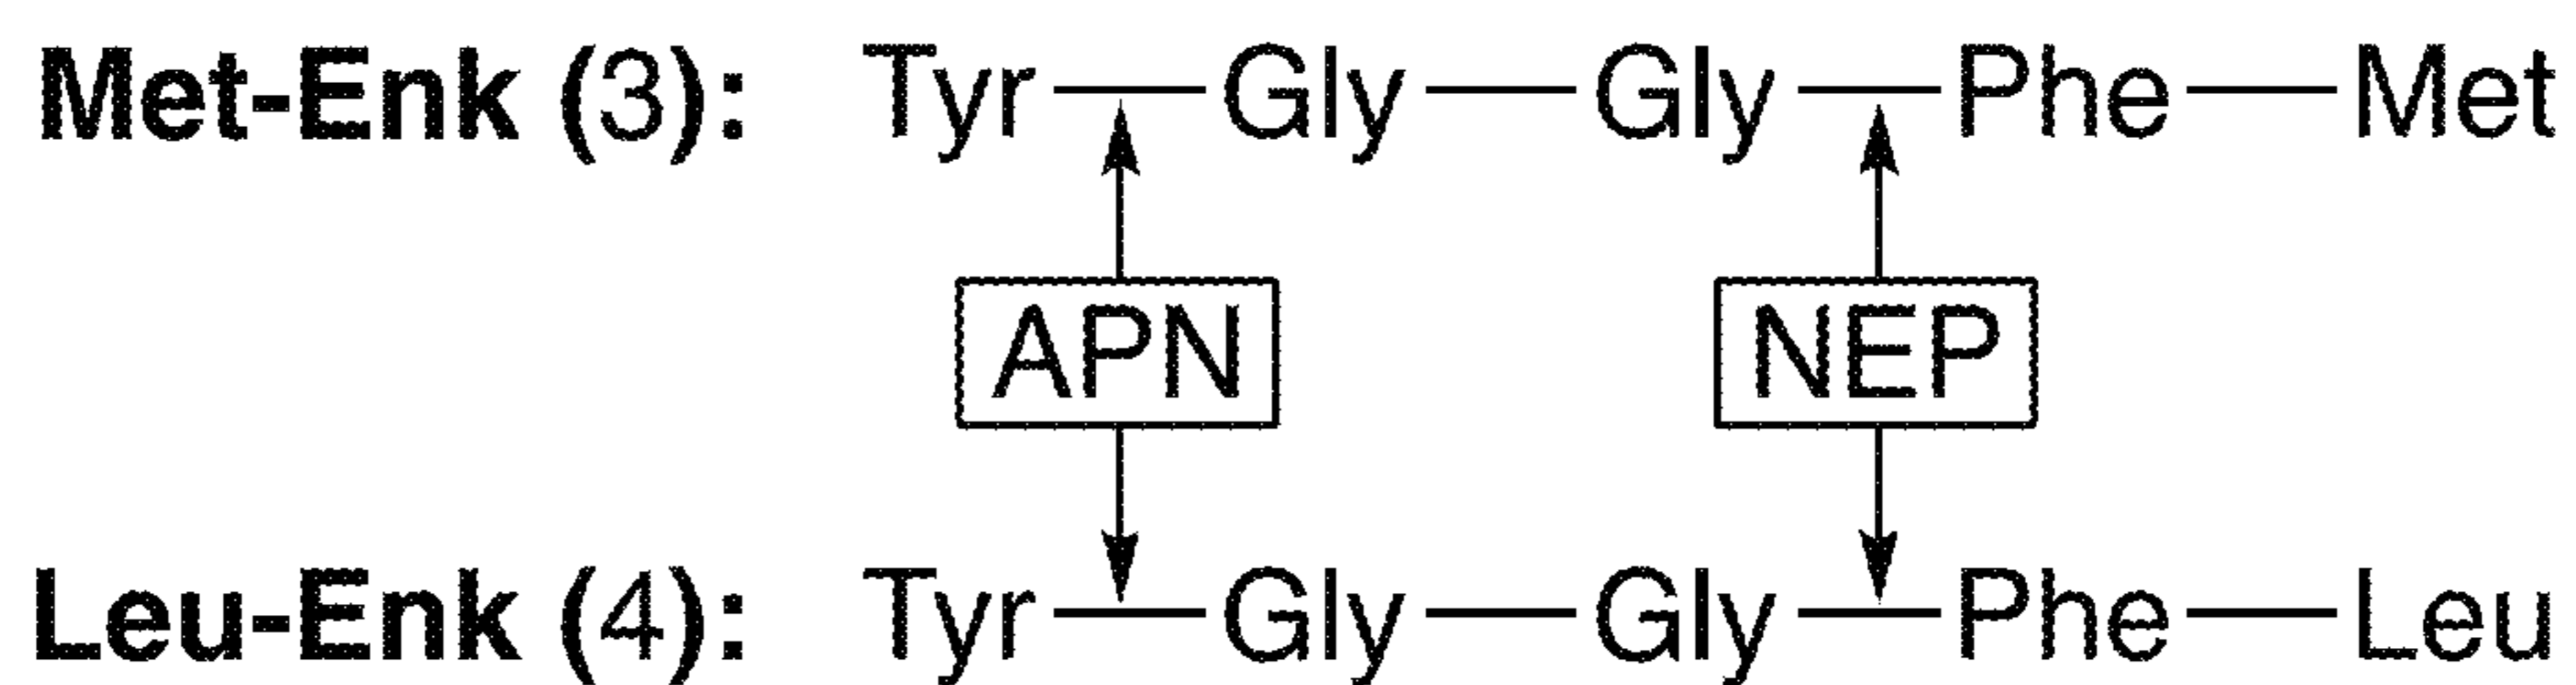 Met-Enk (3): Tyr — Gly — Gly — Phe — Met
APN NEP
Leu-Enk (4): Tyr — Gly — Gly — Phe — Leu